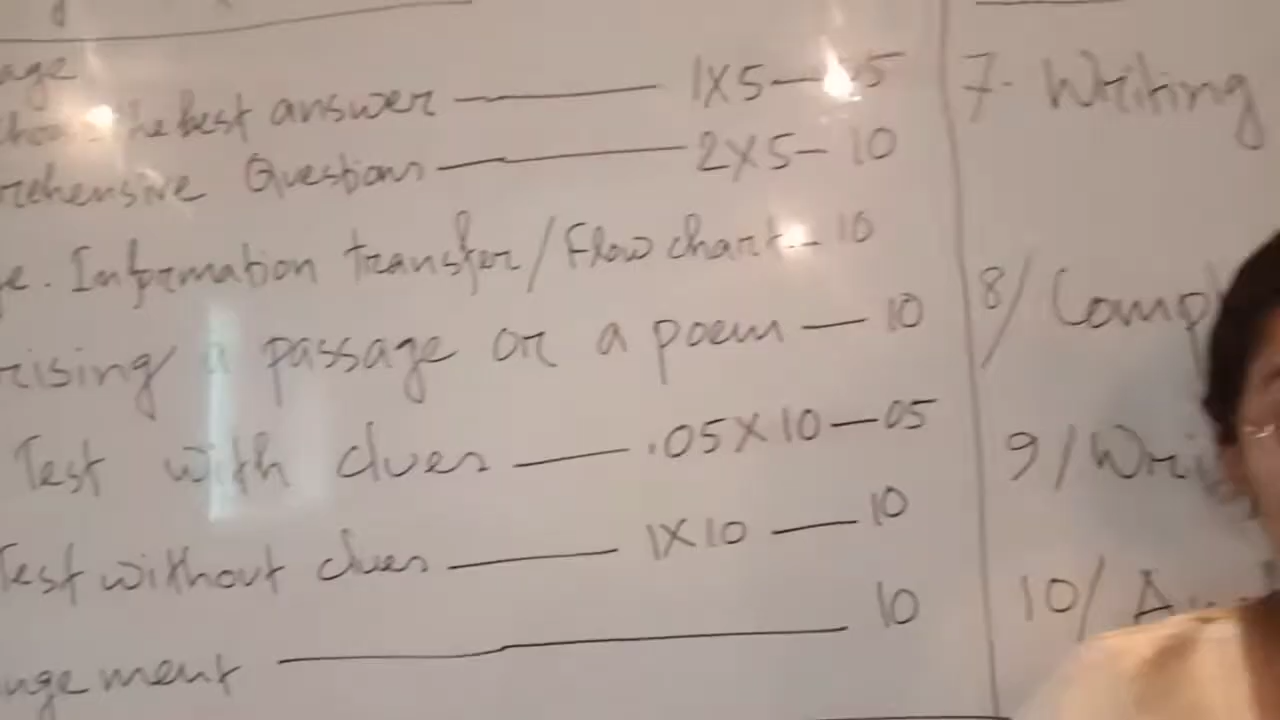 age
the best answer — 1X5— 5
rehensive Questions — 2X5— 10
e. Information transfer/Flow chart — 10
rising a passage or a poem — 10
Test with clues — .05X10—05
Test without clues — 1X10 — 10
ngement — 10
7. Writing
8/ Comp
9/ Wri
10/ A